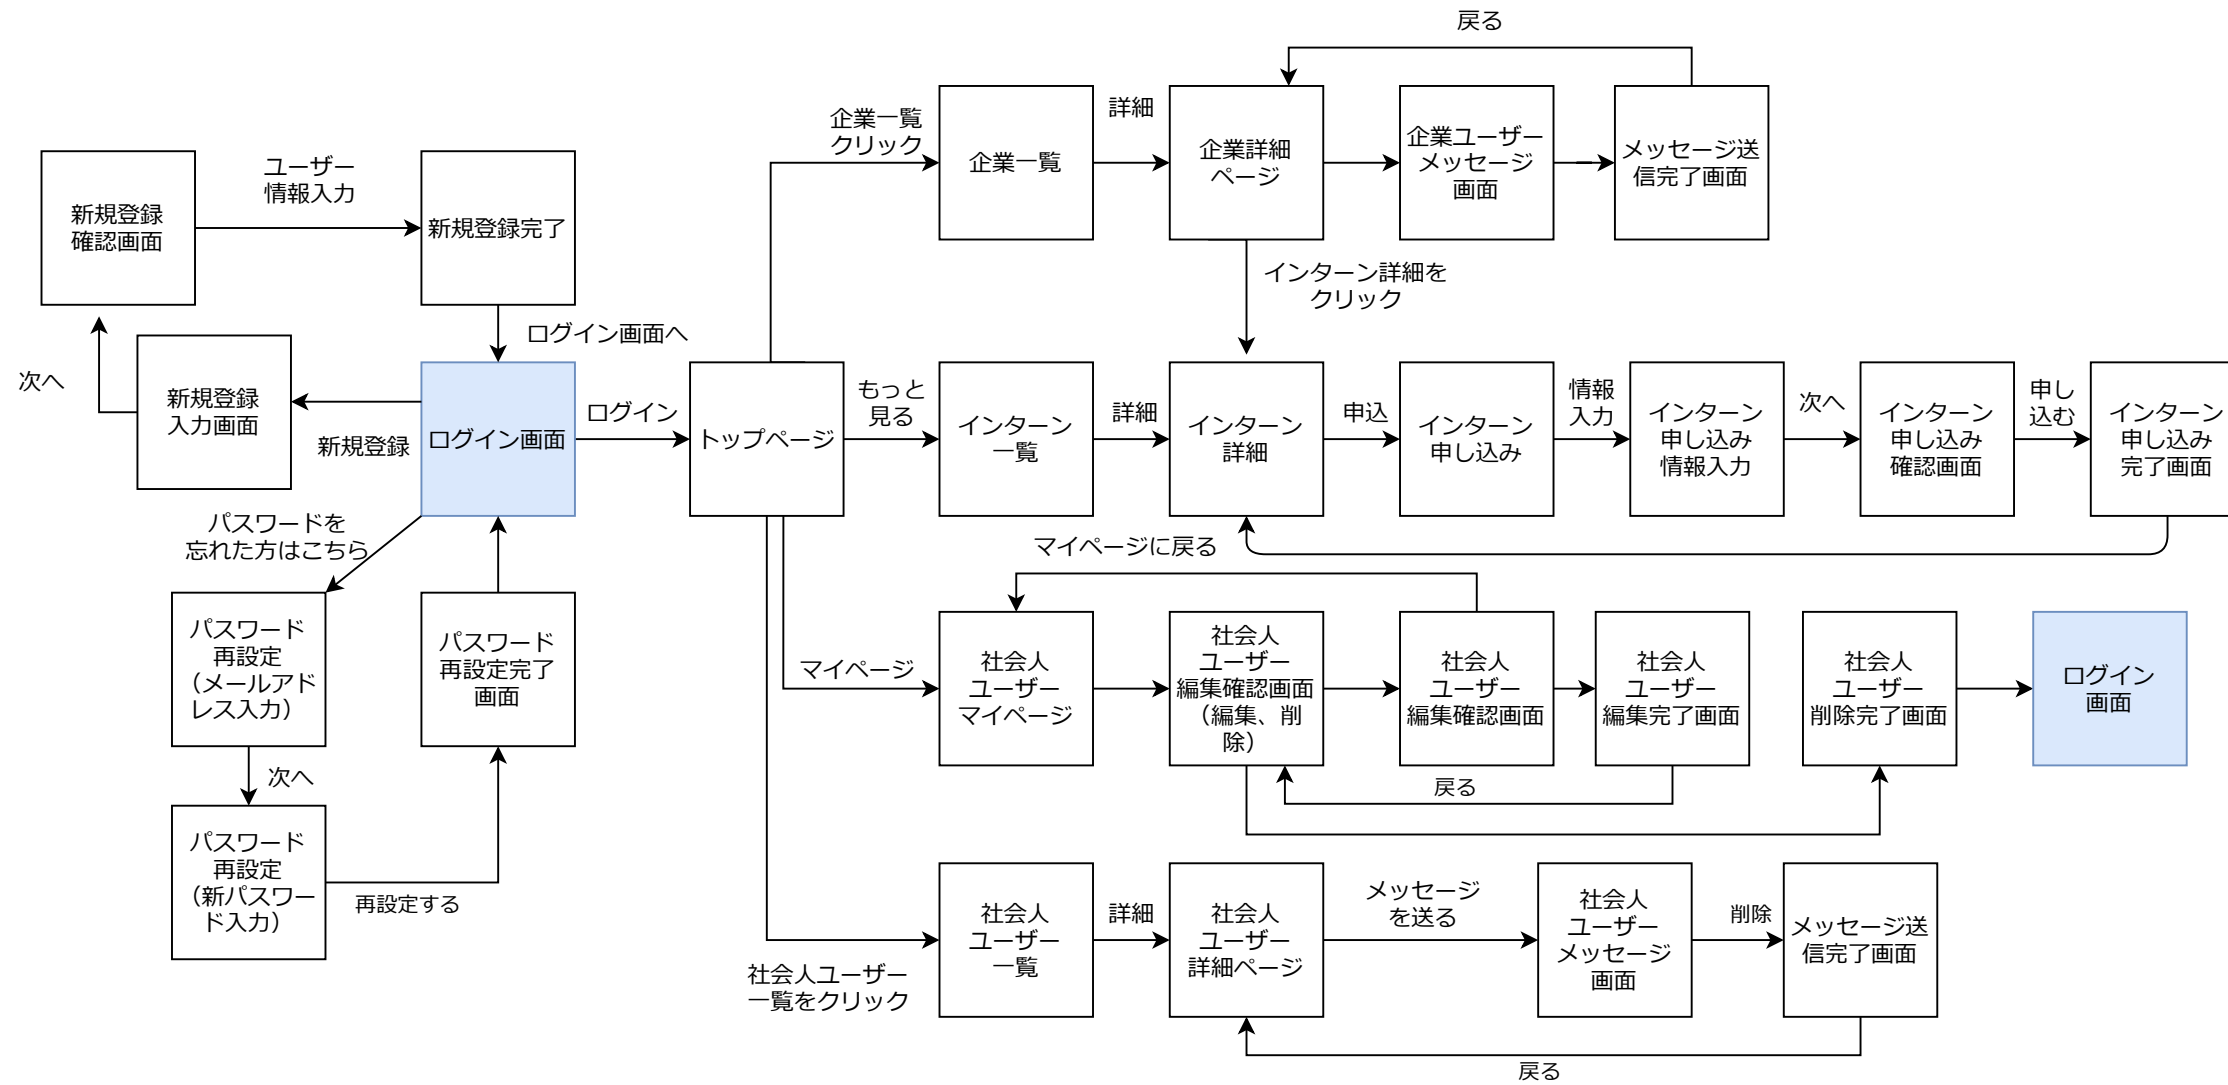 戻る
企業一覧
クリック
企業一覧
詳細
企業詳細
ページ
企業ユーザー
メッセージ
画面
メッセージ送
信完了画面
新規登録
確認画面
ユーザー
情報入力
新規登録完了
インターン詳細を
クリック
ログイン画面へ
次へ
新規登録
入力画面
新規登録
ログイン画面
ログイン
トップページ
もっと
見る
インターン
一覧
詳細
インターン
詳細
申込
インターン
申し込み
情報
入力
インターン
申し込み
情報入力
次へ
インターン
申し込み
確認画面
申し
込む
インターン
申し込み
完了画面
パスワードを
忘れた方はこちら
マイページに戻る
パスワード
再設定
（メールアド
レス入力）
パスワード
再設定完了
画面
マイページ
社会人
ユーザー
マイページ
社会人
ユーザー
編集確認画面
（編集、削
除）
社会人
ユーザー
編集確認画面
社会人
ユーザー
編集完了画面
社会人
ユーザー
削除完了画面
ログイン
画面
次へ
戻る
パスワード
再設定
（新パスワー
ド入力）
再設定する
社会人ユーザー
一覧をクリック
社会人
ユーザー
一覧
詳細
社会人
ユーザー
詳細ページ
メッセージ
を送る
社会人
ユーザー
メッセージ
画面
削除
メッセージ送
信完了画面
戻る